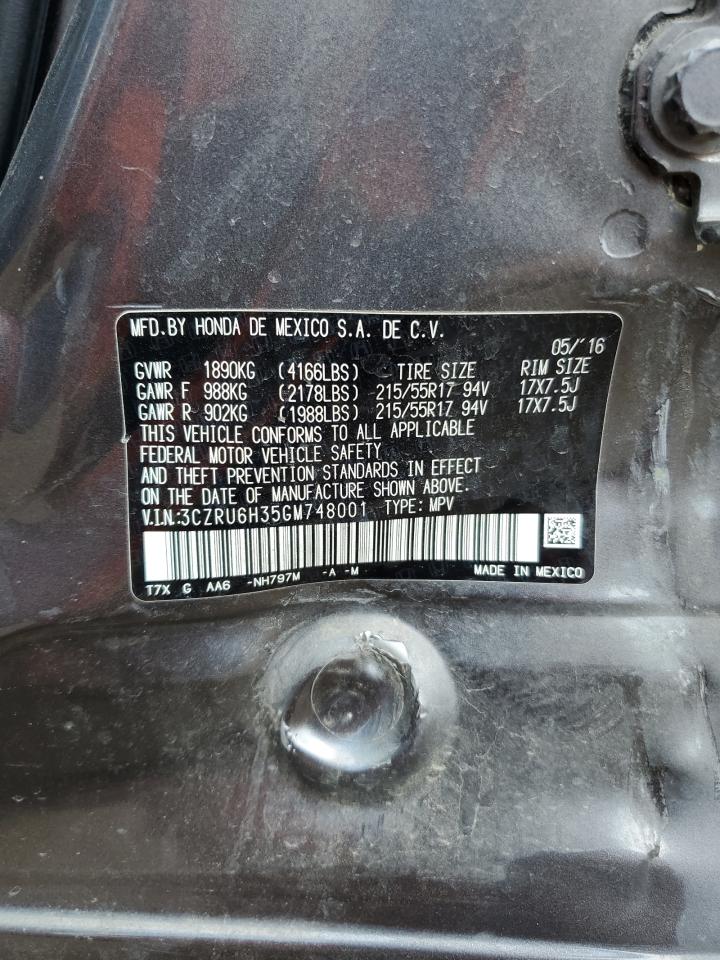 MFD.BY HONDA DE MEXICO S.A. DE C.V.
05/'16
GVWR 1890KG (4166LBS) TIRE SIZE RIM SIZE
GAWR F 988KG (2178LBS) 215/55R17 94V 17X7.5J
GAWR R 902KG (1988LBS) 215/55R17 94V 17X7.5J
THIS VEHICLE CONFORMS TO ALL APPLICABLE
FEDERAL MOTOR VEHICLE SAFETY
AND THEFT PREVENTION STANDARDS IN EFFECT
ON THE DATE OF MANUFACTURE SHOWN ABOVE.
V.I.N.:3CZRU6H35GM748001 TYPE: MPV
T7X G AA6 -NH797M -A -M MADE IN MEXICO